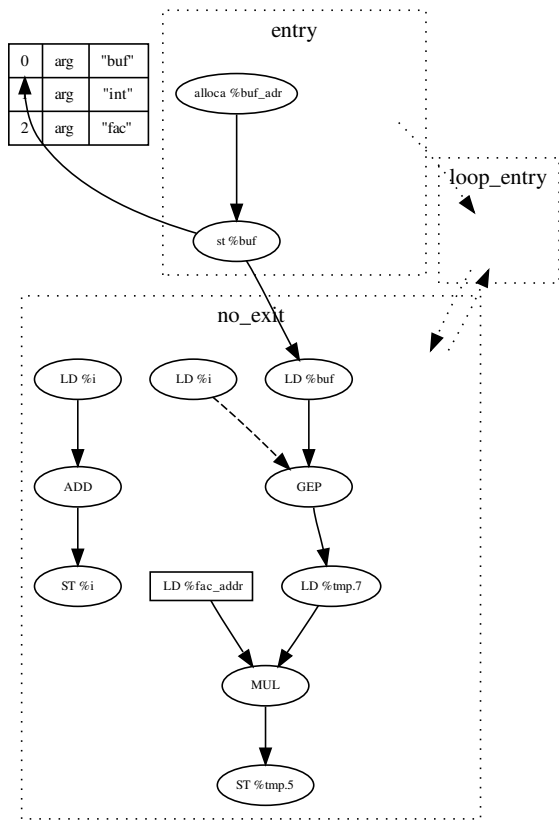 entry
0 arg "buf"
1 arg "int"
2 arg "fac"
alloca %buf_adr
loop_entry
st %buf
no_exit
LD %i
LD %i
LD %buf
ADD
GEP
ST %i
LD %fac_addr
LD %tmp.7
MUL
ST %tmp.5